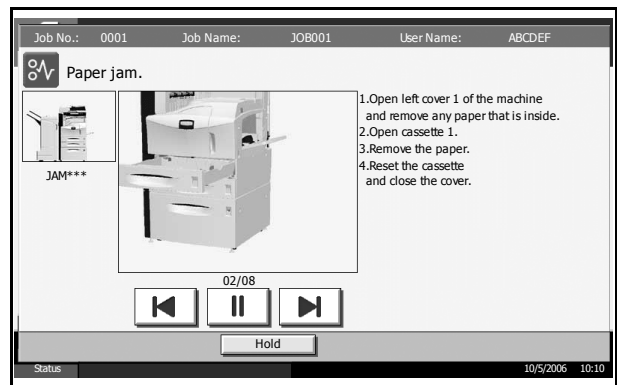 Job No.: 0001 Job Name: JOB001 User Name: ABCDEF
Paper jam.
JAM***
1.Open left cover 1 of the machine
and remove any paper that is inside.
2.Open cassette 1.
3.Remove the paper.
4.Reset the cassette
and close the cover.
02/08
Hold
Status 10/5/2006 10:10